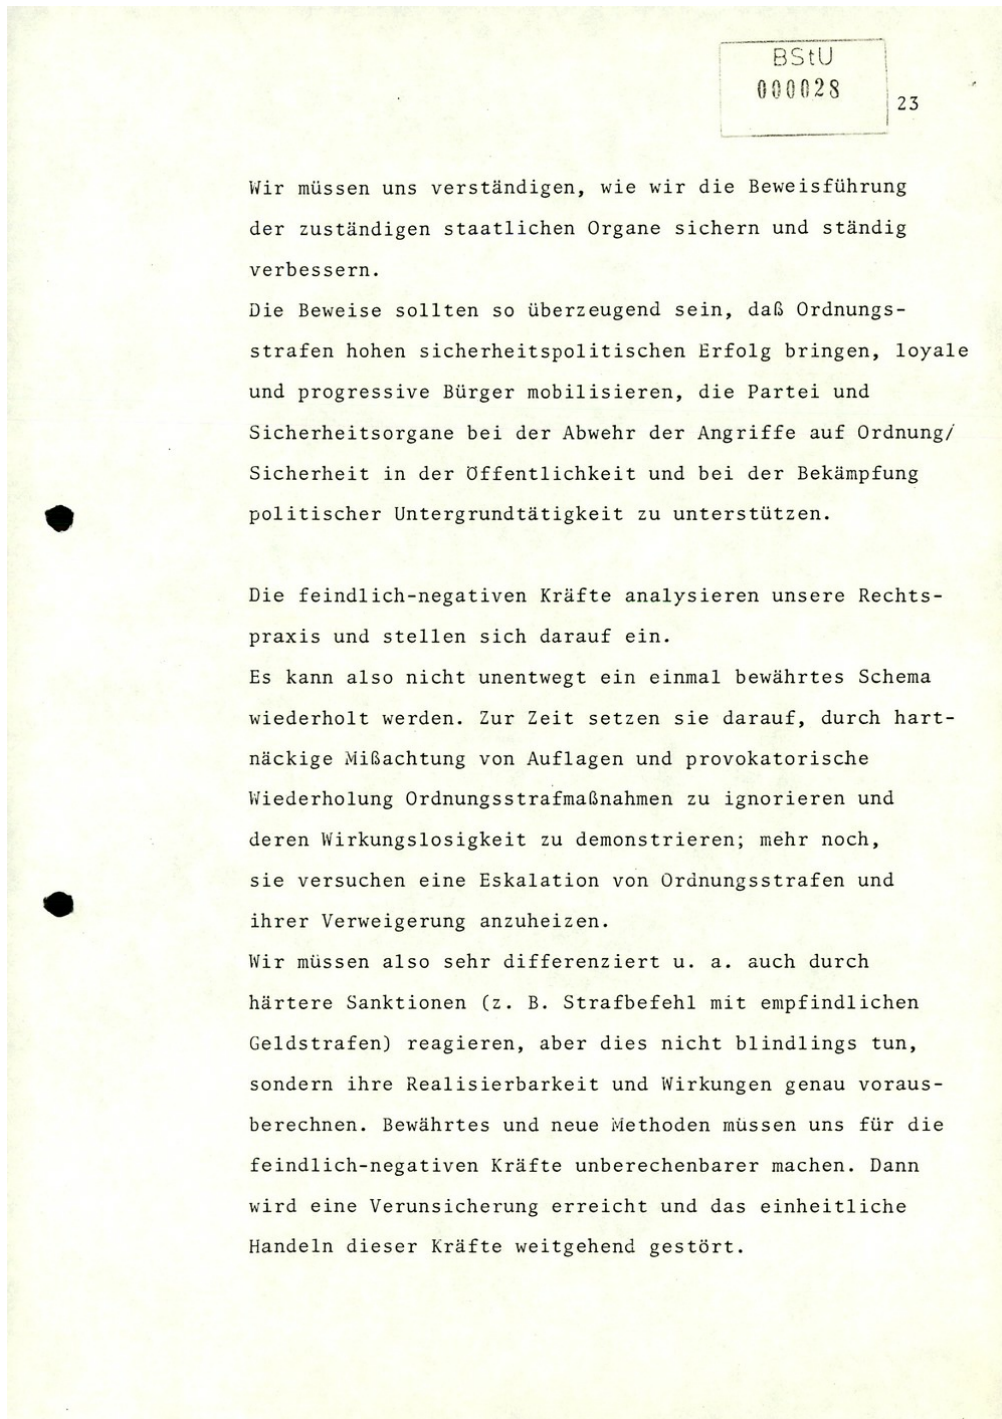 BStU
000028
23
Wir müssen uns verständigen, wie wir die Beweisführung
der zuständigen staatlichen Organe sichern und ständig
verbessern.
Die Beweise sollten so überzeugend sein, daß Ordnungs-
strafen hohen sicherheitspolitischen Erfolg bringen, loyale
und progressive Bürger mobilisieren, die Partei und
Sicherheitsorgane bei der Abwehr der Angriffe auf Ordnung/
Sicherheit in der Öffentlichkeit und bei der Bekämpfung
politischer Untergrundtätigkeit zu unterstützen.
Die feindlich-negativen Kräfte analysieren unsere Rechts-
praxis und stellen sich darauf ein.
Es kann also nicht unentwegt ein einmal bewährtes Schema
wiederholt werden. Zur Zeit setzen sie darauf, durch hart-
näckige Mißachtung von Auflagen und provokatorische
Wiederholung Ordnungsstrafmaßnahmen zu ignorieren und
deren Wirkungslosigkeit zu demonstrieren; mehr noch,
sie versuchen eine Eskalation von Ordnungsstrafen und
ihrer Verweigerung anzuheizen.
Wir müssen also sehr differenziert u. a. auch durch
härtere Sanktionen (z. B. Strafbefehl mit empfindlichen
Geldstrafen) reagieren, aber dies nicht blindlings tun,
sondern ihre Realisierbarkeit und Wirkungen genau voraus-
berechnen. Bewährtes und neue Methoden müssen uns für die
feindlich-negativen Kräfte unberechenbarer machen. Dann
wird eine Verunsicherung erreicht und das einheitliche
Handeln dieser Kräfte weitgehend gestört.